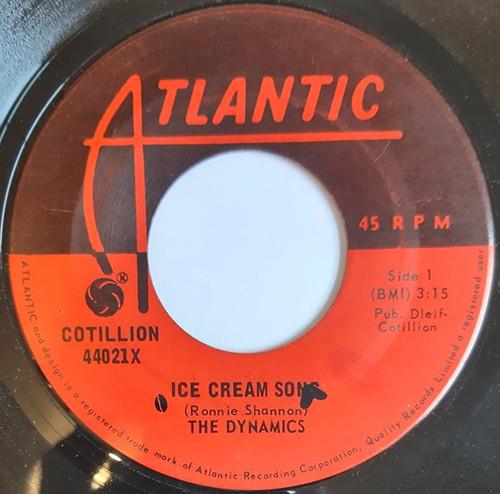 ATLANTIC
45 RPM
®
Side 1
(BMI) 3:15
Pub. Dleif-
Cotillion
COTILLION
44021X
ICE CREAM SONG
(Ronnie Shannon)
THE DYNAMICS
ATLANTIC and design is a registered trade mark of Atlantic Recording Corporation, Quality Records Limited a registered user